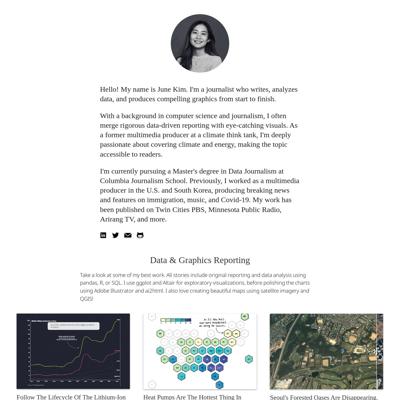 Hello! My name is June Kim. I'm a journalist who writes, analyzes
data, and produces compelling graphics from start to finish.
With a background in computer science and journalism, I often
merge rigorous data-driven reporting with eye-catching visuals. As
a former multimedia producer at a climate think tank, I'm deeply
passionate about covering climate and energy, making the topic
accessible to readers.
I'm currently pursuing a Master's degree in Data Journalism at
Columbia Journalism School. Previously, I worked as a multimedia
producer in the U.S. and South Korea, producing breaking news
and features on immigration, music, and Covid-19. My work has
been published on Twin Cities PBS, Minnesota Public Radio,
Arirang TV, and more.
Data & Graphics Reporting
Take a look at some of my best work. All stories include original reporting and data analysis using
pandas, R, or SQL. I use ggplot and Altair for exploratory visualizations, before polishing the charts
using Adobe Illustrator and ai2html. I also love creating beautiful maps using satellite imagery and
QGIS!
Follow The Lifecycle Of The Lithium-Ion
Heat Pumps Are The Hottest Thing In
Seoul's Forested Oases Are Disappearing.